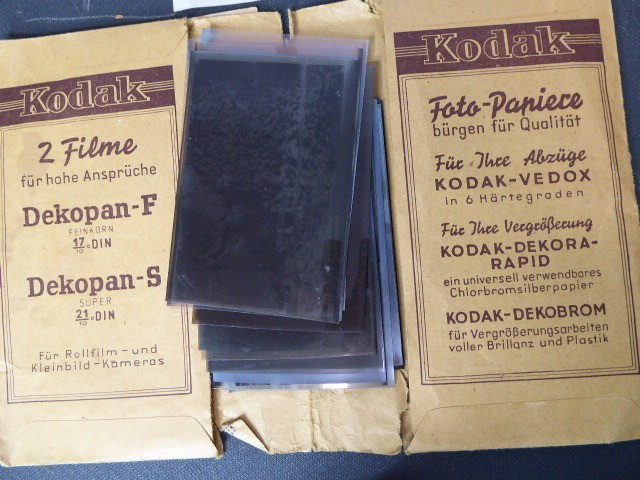 Kodak
2 Filme
für hohe Ansprüche
Dekopan-F
FEINKORN
17/10° DIN
Dekopan-S
SUPER
21/10° DIN
Für Rollfilm - und
Kleinbild - Kameras
Kodak
Foto-Papiere
bürgen für Qualität
Für Ihre Abzüge
KODAK-VEDOX
in 6 Härtegraden
Für Ihre Vergrößerung
KODAK-DEKORA-
RAPID
ein universell verwendbares
Chlorbromsilberpapier
KODAK-DEKOBROM
für Vergrößerungsarbeiten
voller Brillanz und Plastik